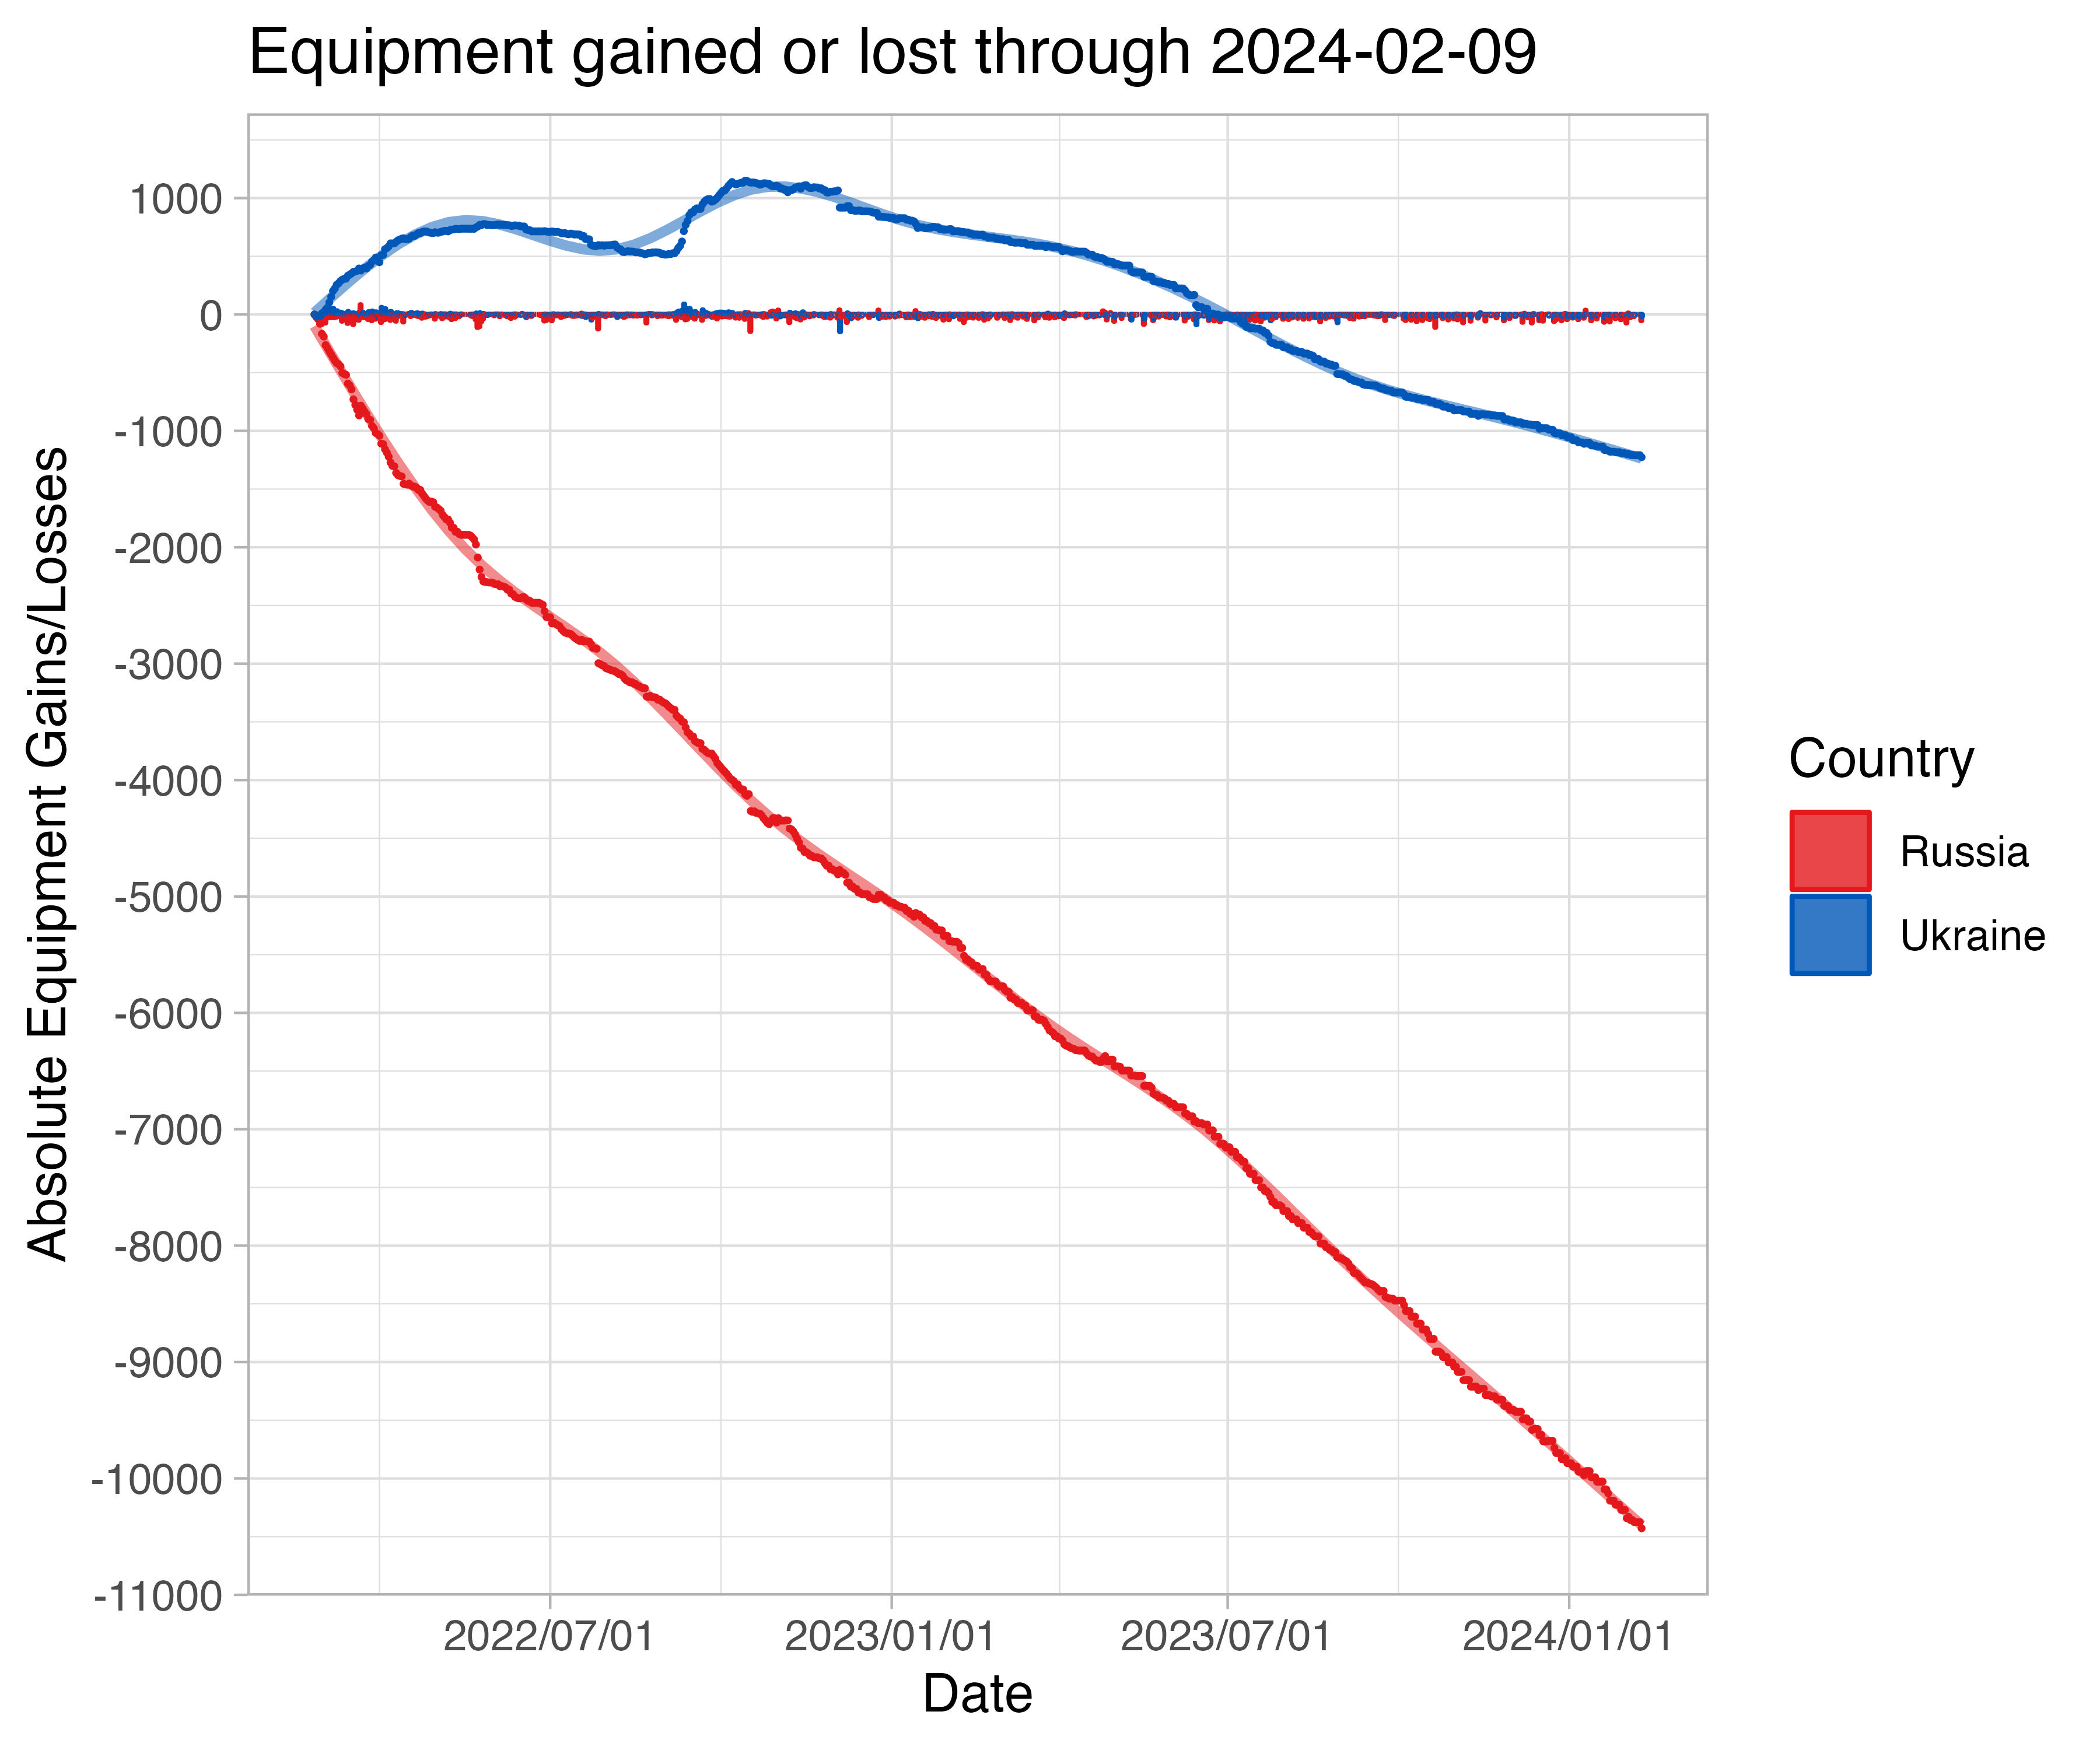 Equipment gained or lost through 2024-02-09
Absolute Equipment Gains/Losses
1000
0
-1000
-2000
-3000
-4000
-5000
-6000
-7000
-8000
-9000
-10000
-11000
2022/07/01
2023/01/01
2023/07/01
2024/01/01
Date
Country
Russia
Ukraine